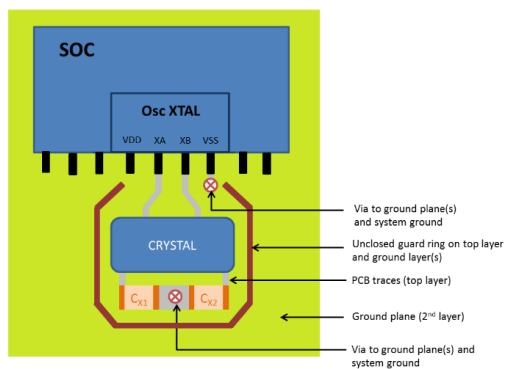 SOC
Osc XTAL
VDD XA XB VSS
Via to ground plane(s)
and system ground
Unclosed guard ring on top layer
and ground layer(s)
CRYSTAL
PCB traces (top layer)
CX1 CX2
Ground plane (2nd layer)
Via to ground plane(s) and
system ground